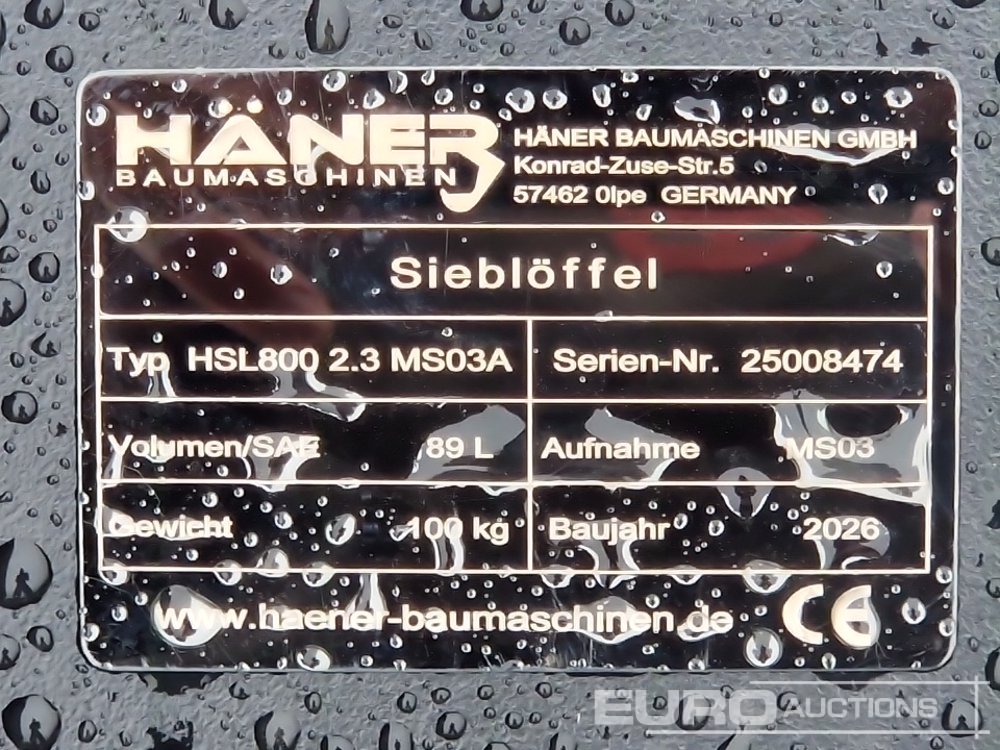 HÄNER
BAUMASCHINEN
HÄNER BAUMASCHINEN GMBH
Konrad-Zuse-Str.5
57462 Olpe GERMANY
Sieblöffel
Typ HSL800 2.3 MS03A
Serien-Nr. 25008474
Volumen/SAE 89 L
Aufnahme MS03
Gewicht 100 kg
Baujahr 2026
www.haener-baumaschinen.de
CE
EURO AUCTIONS